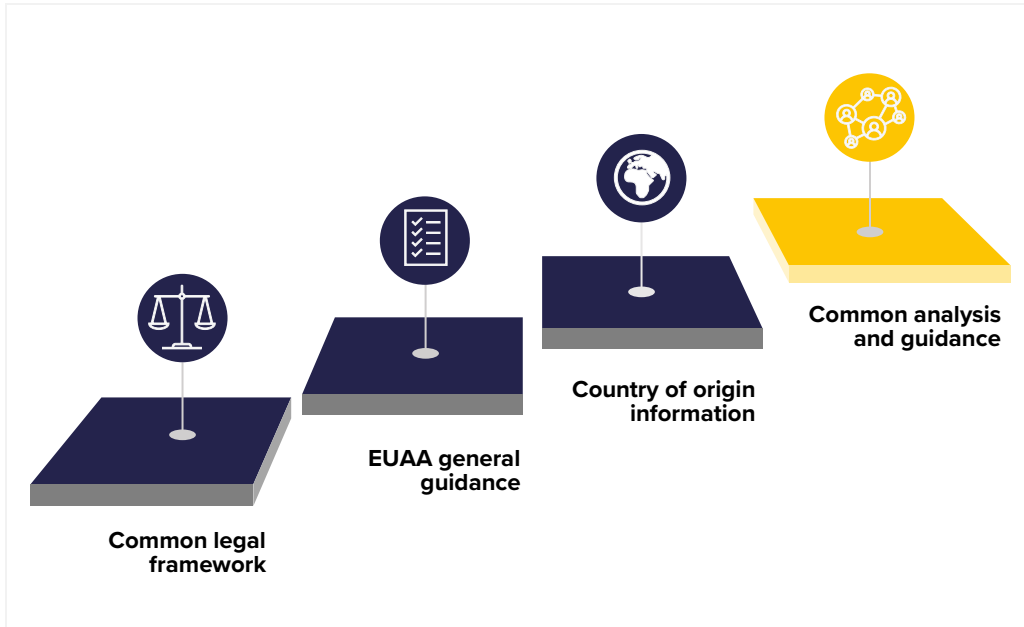 Common legal
framework
EUAA general
guidance
Country of origin
information
Common analysis
and guidance